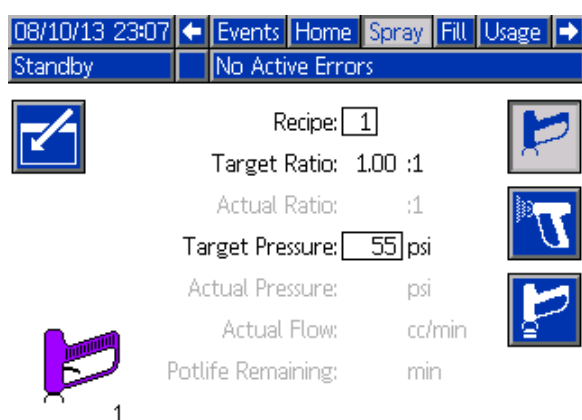 08/10/13 23:07 Events Home Spray Fill Usage
Standby No Active Errors
Recipe: 1
Target Ratio: 1.00 :1
Actual Ratio: :1
Target Pressure: 55 psi
Actual Pressure: psi
Actual Flow: cc/min
Potlife Remaining: min
1